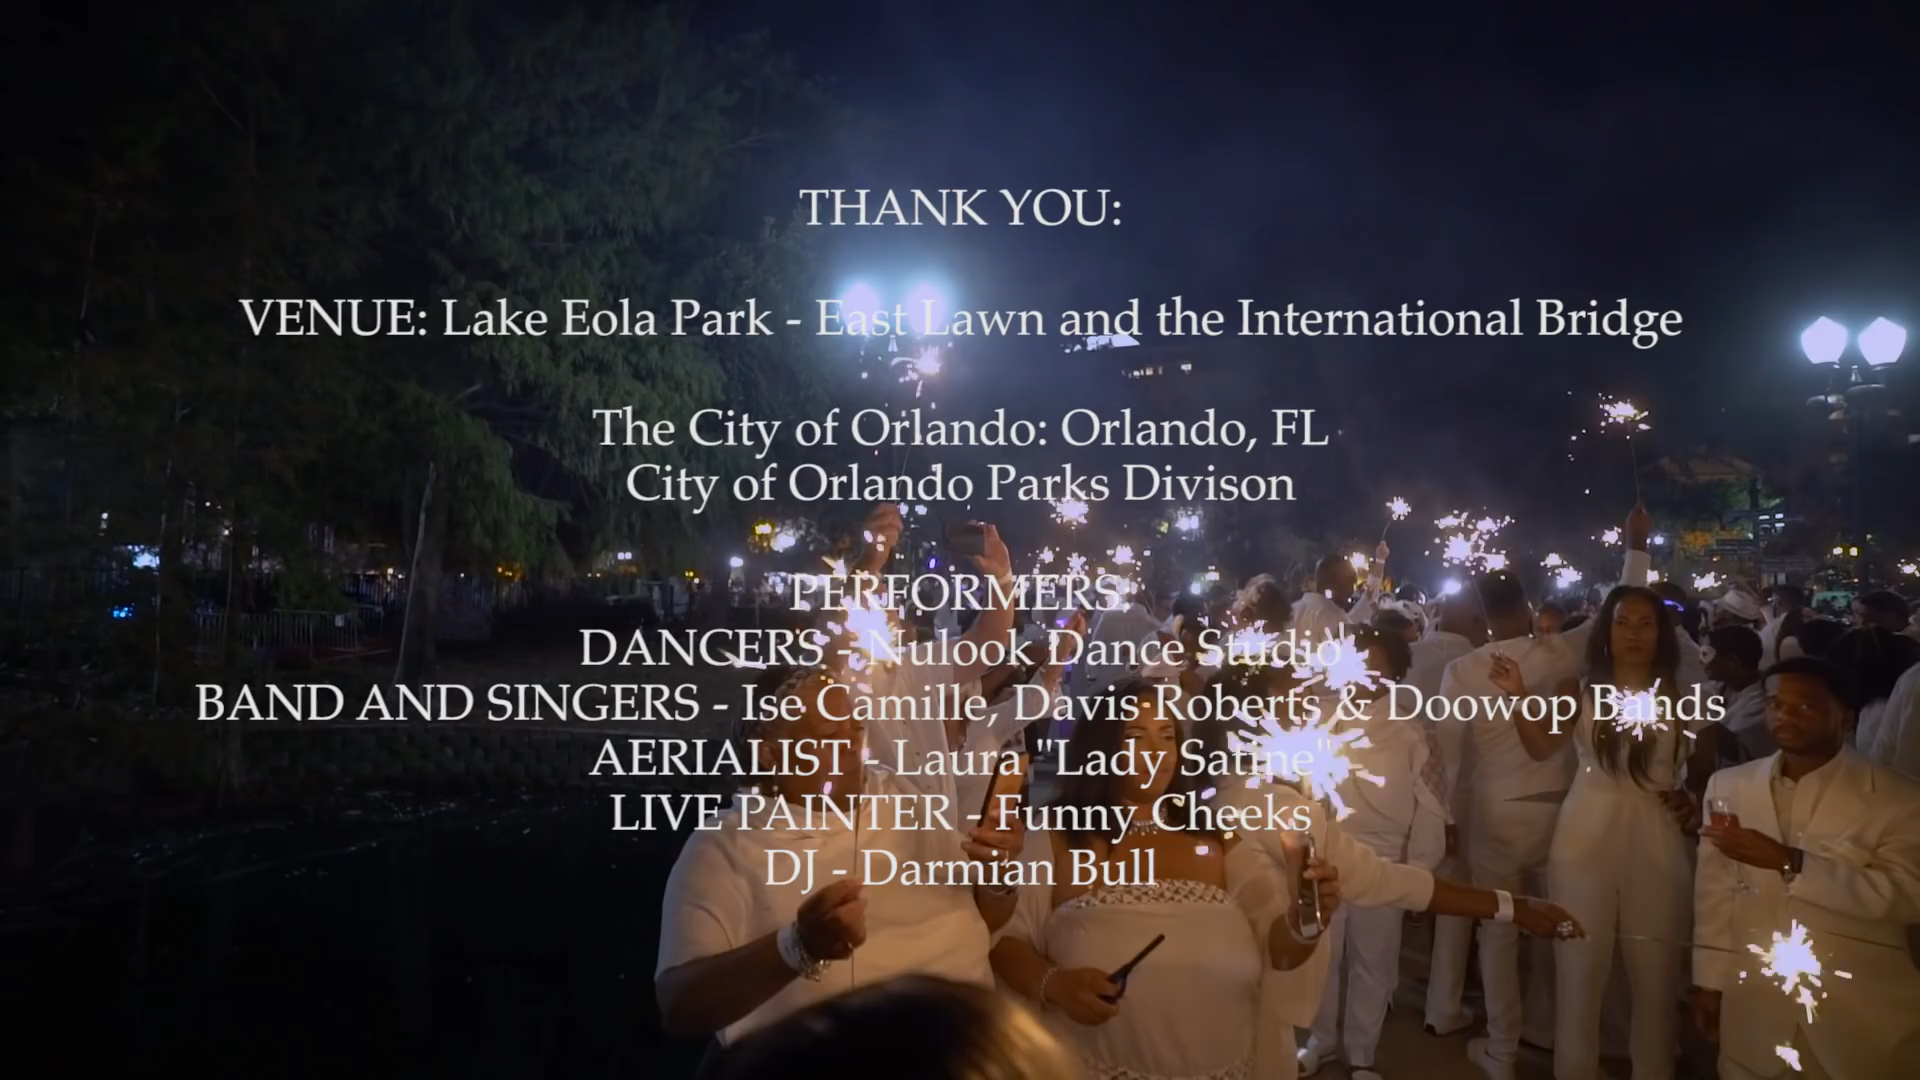 THANK YOU:
VENUE: Lake Eola Park - East Lawn and the International Bridge
The City of Orlando: Orlando, FL
City of Orlando Parks Divison
PERFORMERS:
DANCERS - Nulook Dance Studio
BAND AND SINGERS - Ise Camille, Davis Roberts & Doowop Bands
AERIALIST - Laura "Lady Satine"
LIVE PAINTER - Funny Cheeks
DJ - Darmian Bull